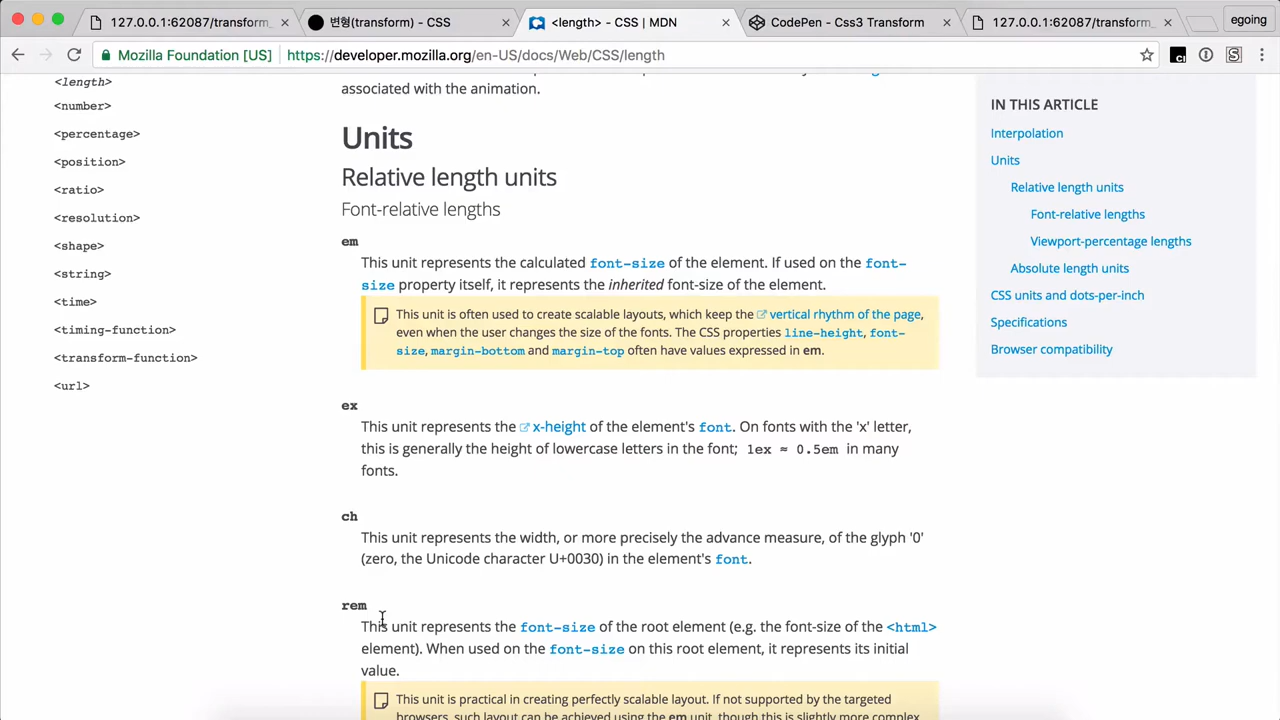 127.0.0.1:62087/transform_
변형(transform) - CSS
<length> - CSS | MDN
CodePen - Css3 Transform
127.0.0.1:62087/transform_
egoing
Mozilla Foundation [US]
https://developer.mozilla.org/en-US/docs/Web/CSS/length
<length>
<number>
<percentage>
<position>
<ratio>
<resolution>
<shape>
<string>
<time>
<timing-function>
<transform-function>
<url>
associated with the animation.
Units
Relative length units
Font-relative lengths
em
This unit represents the calculated font-size of the element. If used on the font-
size property itself, it represents the inherited font-size of the element.
This unit is often used to create scalable layouts, which keep the vertical rhythm of the page,
even when the user changes the size of the fonts. The CSS properties line-height, font-
size, margin-bottom and margin-top often have values expressed in em.
ex
This unit represents the x-height of the element's font. On fonts with the 'x' letter,
this is generally the height of lowercase letters in the font; 1ex ≈ 0.5em in many
fonts.
ch
This unit represents the width, or more precisely the advance measure, of the glyph '0'
(zero, the Unicode character U+0030) in the element's font.
rem
This unit represents the font-size of the root element (e.g. the font-size of the <html>
element). When used on the font-size on this root element, it represents its initial
value.
This unit is practical in creating perfectly scalable layout. If not supported by the targeted
browsers, such layout can be achieved using the em unit, though this is slightly more complex
IN THIS ARTICLE
Interpolation
Units
Relative length units
Font-relative lengths
Viewport-percentage lengths
Absolute length units
CSS units and dots-per-inch
Specifications
Browser compatibility